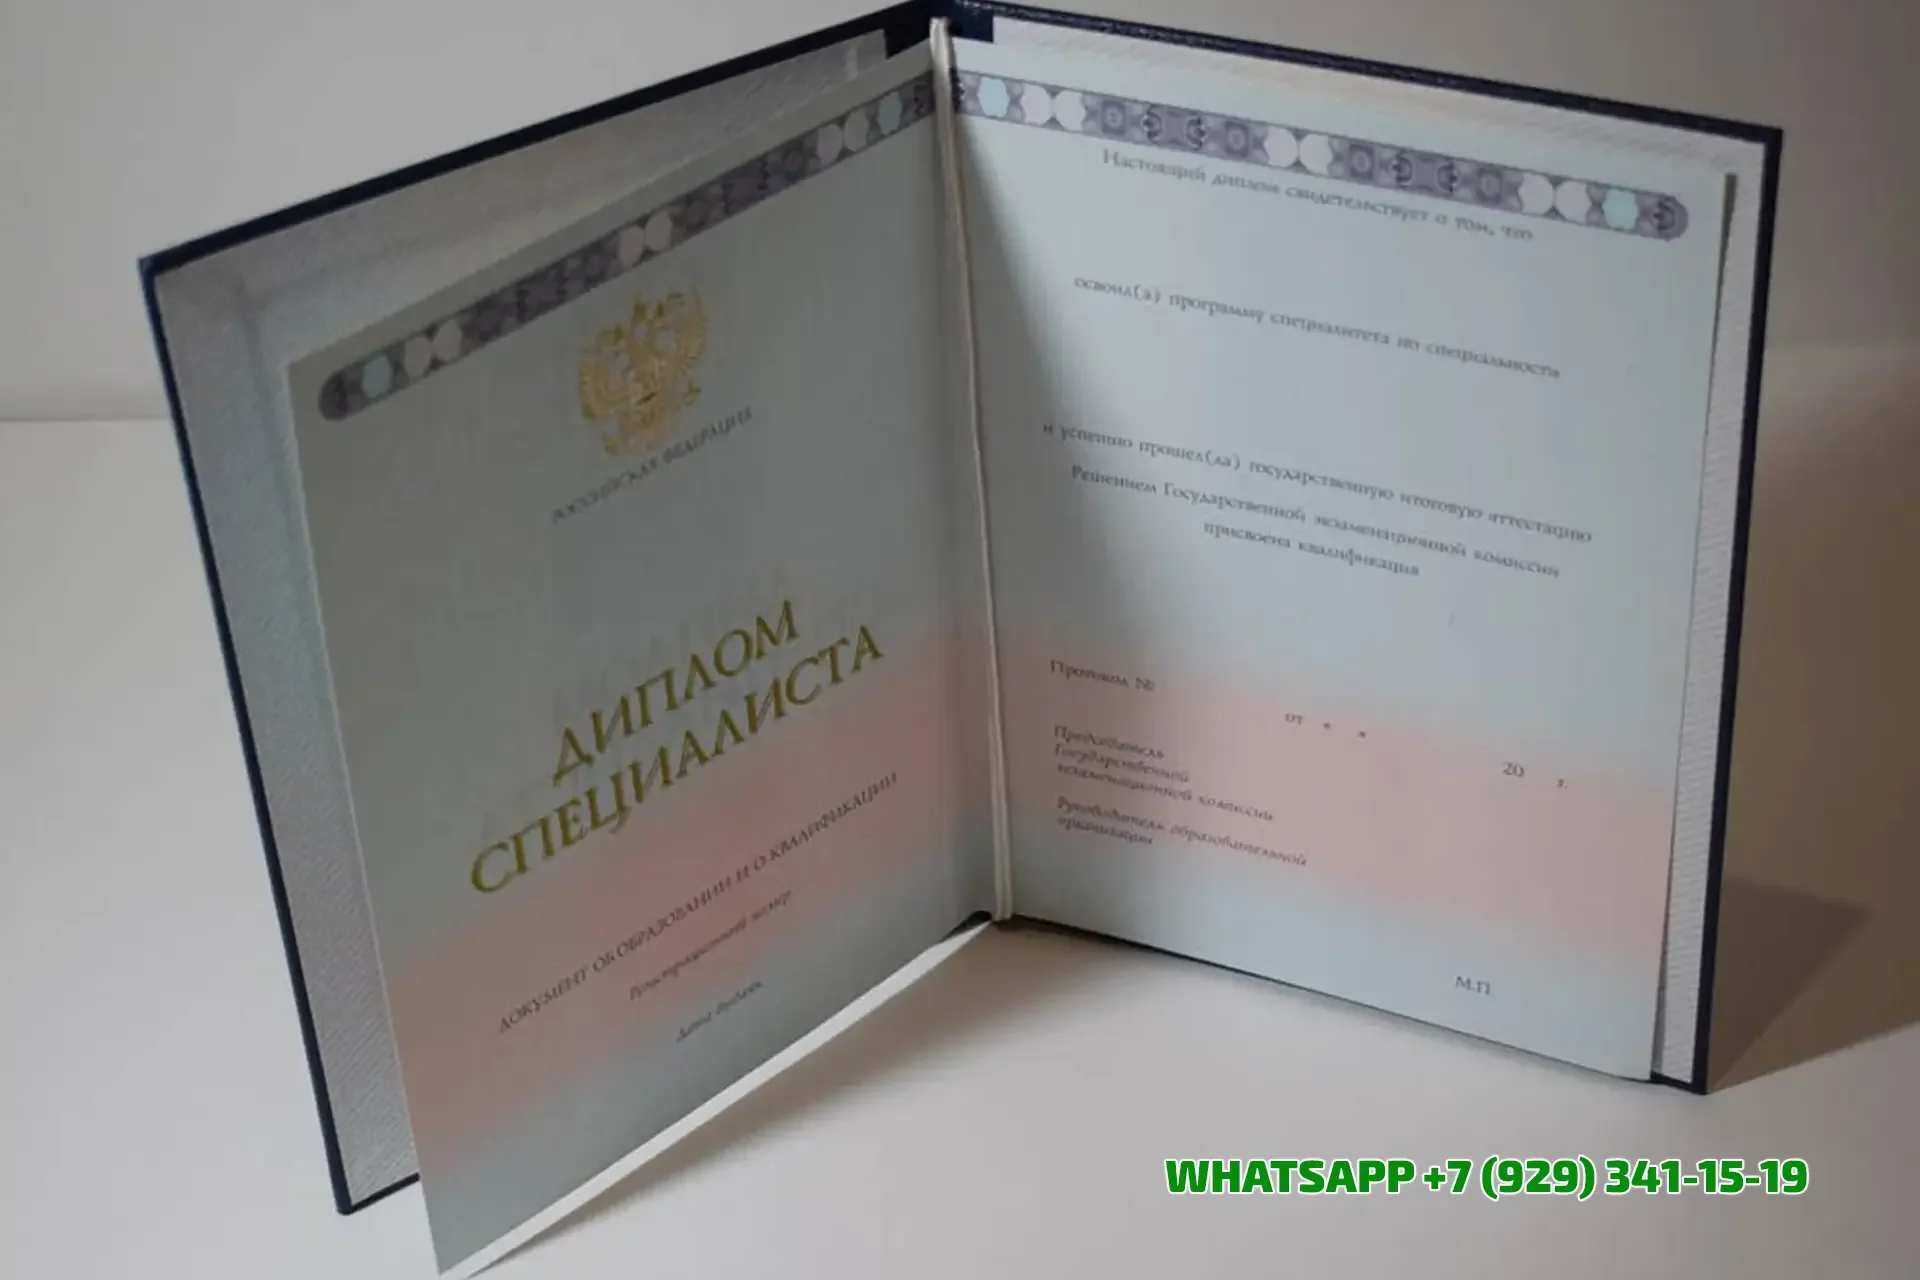 РОССИЙСКАЯ ФЕДЕРАЦИЯ
ДИПЛОМ
СПЕЦИАЛИСТА
ДОКУМЕНТ ОБ ОБРАЗОВАНИИ И О КВАЛИФИКАЦИИ
Регистрационный номер
Дата выдачи
Настоящий диплом свидетельствует о том, что
освоил(а) программу специалитета по специальности
и успешно прошел(ла) государственную итоговую аттестацию
Решением Государственной экзаменационной комиссии
присвоена квалификация
Протокол №
от « » 20 г.
Председатель
Государственной
экзаменационной комиссии
Руководитель образовательной
организации
М.П.
WHATSAPP +7 (929) 341-15-19